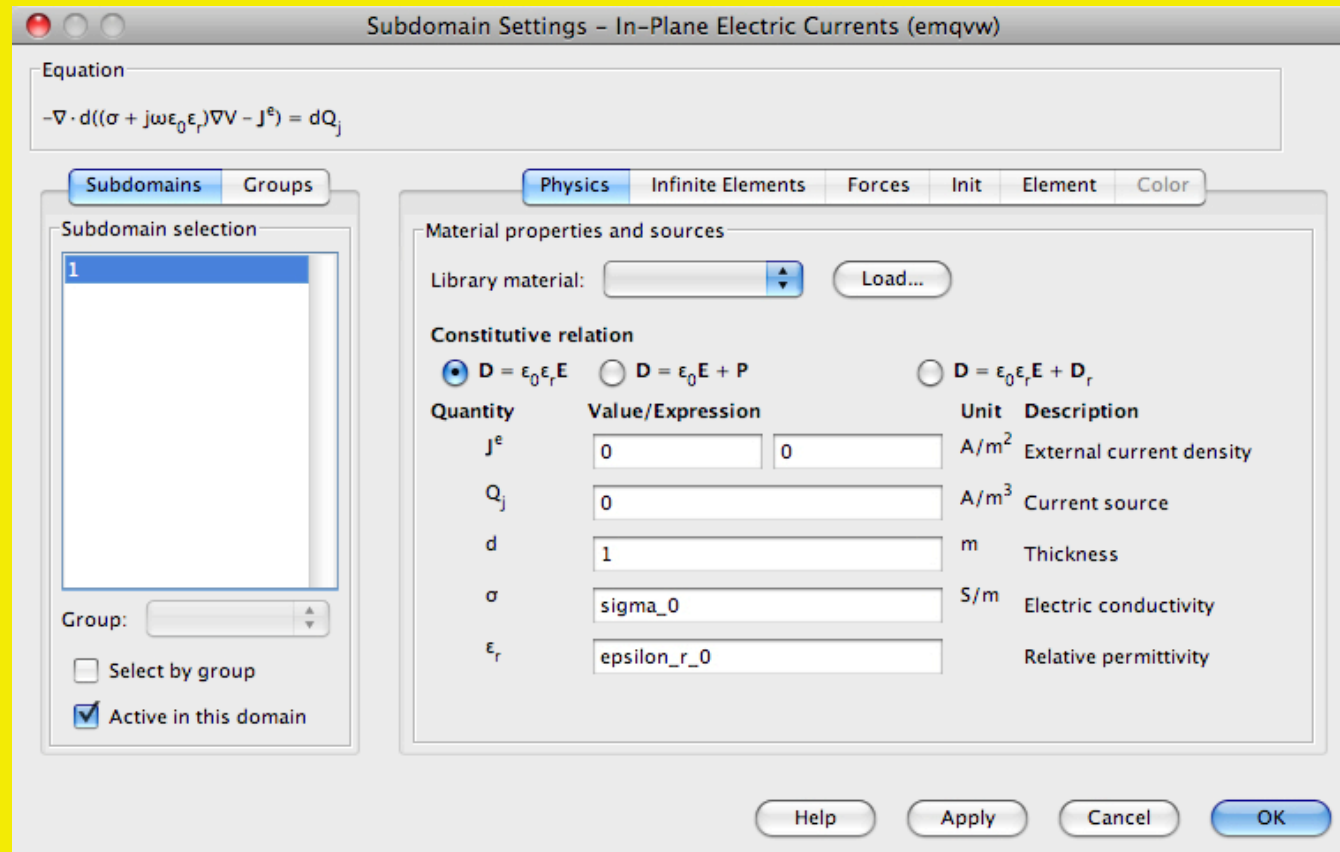 Subdomain Settings – In-Plane Electric Currents (emqvw)
Equation
-∇ · d((σ + jωε₀εᵣ)∇V – Jᵉ) = dQⱼ
Subdomains Groups
Subdomain selection
1
Group:
Select by group
Active in this domain
Physics Infinite Elements Forces Init Element Color
Material properties and sources
Library material: Load...
Constitutive relation
D = ε₀εᵣE D = ε₀E + P D = ε₀εᵣE + Dᵣ
Quantity Value/Expression Unit Description
Jᵉ 0 0 A/m² External current density
Qⱼ 0 A/m³ Current source
d 1 m Thickness
σ sigma_0 S/m Electric conductivity
εᵣ epsilon_r_0 Relative permittivity
Help Apply Cancel OK